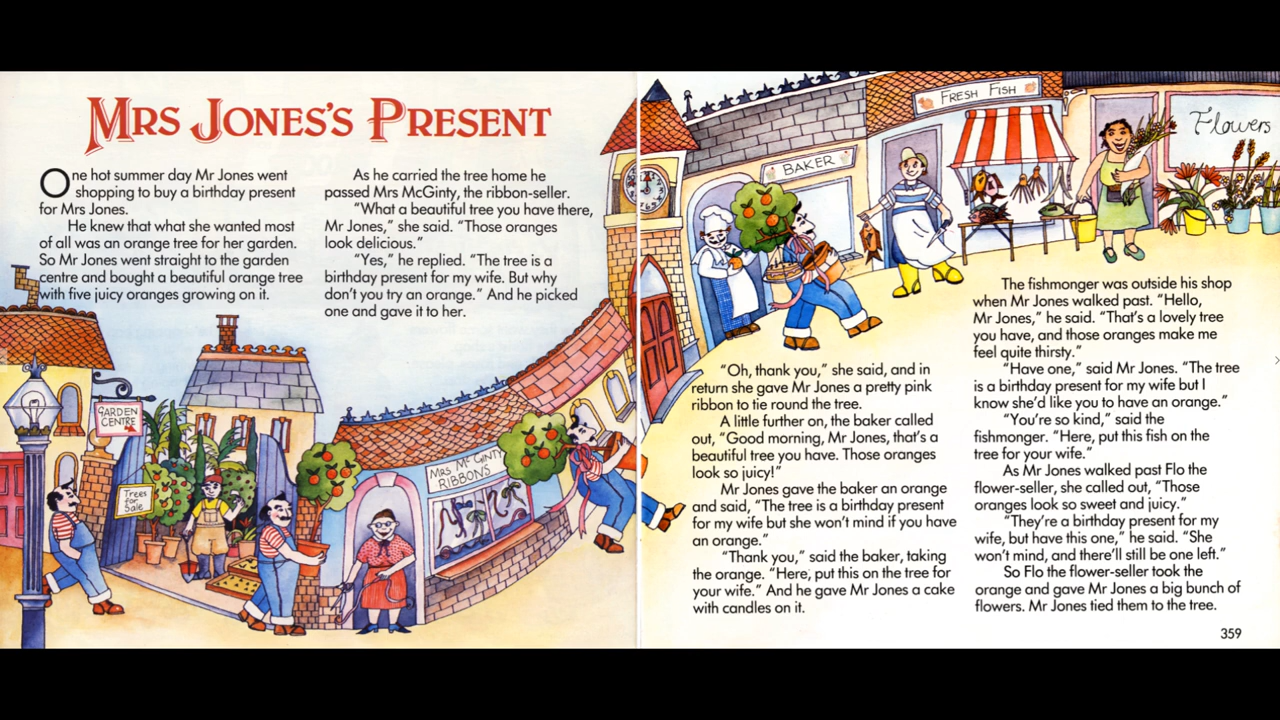 MRS JONES'S PRESENT
One hot summer day Mr Jones went
shopping to buy a birthday present
for Mrs Jones.
He knew that what she wanted most
of all was an orange tree for her garden.
So Mr Jones went straight to the garden
centre and bought a beautiful orange tree
with five juicy oranges growing on it.
As he carried the tree home he
passed Mrs McGinty, the ribbon-seller.
“What a beautiful tree you have there,
Mr Jones,” she said. “Those oranges
look delicious.”
“Yes,” he replied. “The tree is a
birthday present for my wife. But why
don't you try an orange.” And he picked
one and gave it to her.
GARDEN
CENTRE
Trees
for
Sale
MRS McGINTY
RIBBONS
BAKER
FRESH FISH
Flowers
“Oh, thank you,” she said, and in
return she gave Mr Jones a pretty pink
ribbon to tie round the tree.
A little further on, the baker called
out, “Good morning, Mr Jones, that's a
beautiful tree you have. Those oranges
look so juicy!”
Mr Jones gave the baker an orange
and said, “The tree is a birthday present
for my wife but she won't mind if you have
an orange.”
“Thank you,” said the baker, taking
the orange. “Here, put this on the tree for
your wife.” And he gave Mr Jones a cake
with candles on it.
The fishmonger was outside his shop
when Mr Jones walked past. “Hello,
Mr Jones,” he said. “That's a lovely tree
you have, and those oranges make me
feel quite thirsty.”
“Have one,” said Mr Jones. “The tree
is a birthday present for my wife but I
know she'd like you to have an orange.”
“You're so kind,” said the
fishmonger. “Here, put this fish on the
tree for your wife.”
As Mr Jones walked past Flo the
flower-seller, she called out, “Those
oranges look so sweet and juicy.”
“They're a birthday present for my
wife, but have this one,” he said. “She
won't mind, and there'll still be one left.”
So Flo the flower-seller took the
orange and gave Mr Jones a big bunch of
flowers. Mr Jones tied them to the tree.
359